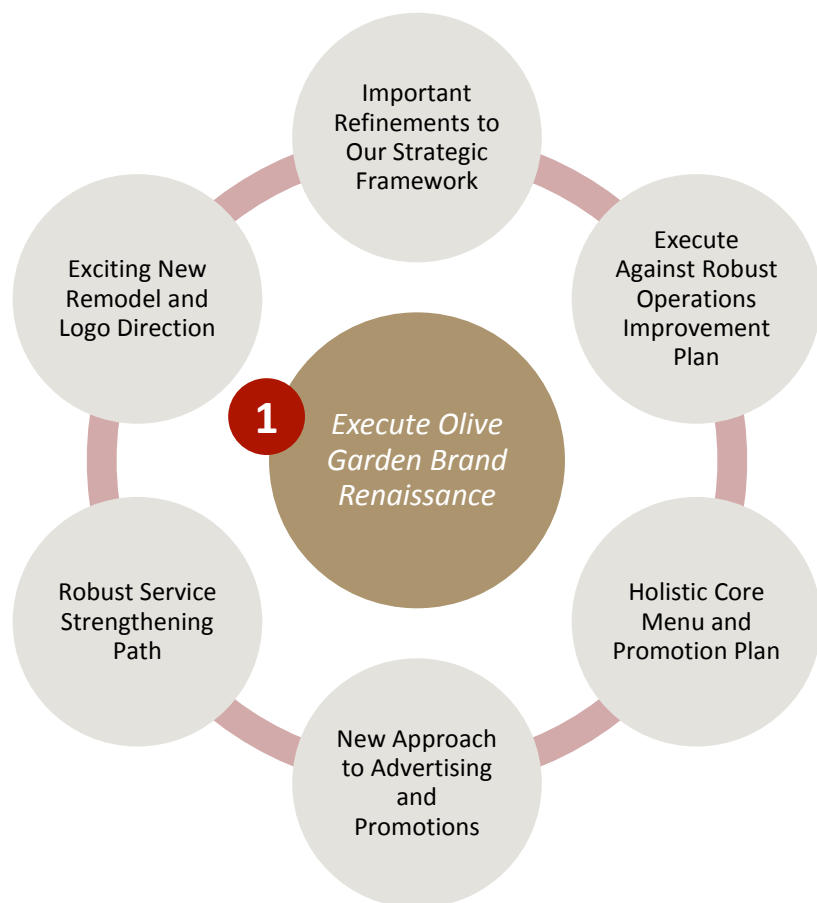 Important
Refinements to
Our Strategic
Framework
Exciting New
Remodel and
Logo Direction
Execute
Against Robust
Operations
Improvement
Plan
1
Execute Olive
Garden Brand
Renaissance
Robust Service
Strengthening
Path
Holistic Core
Menu and
Promotion Plan
New Approach
to Advertising
and
Promotions